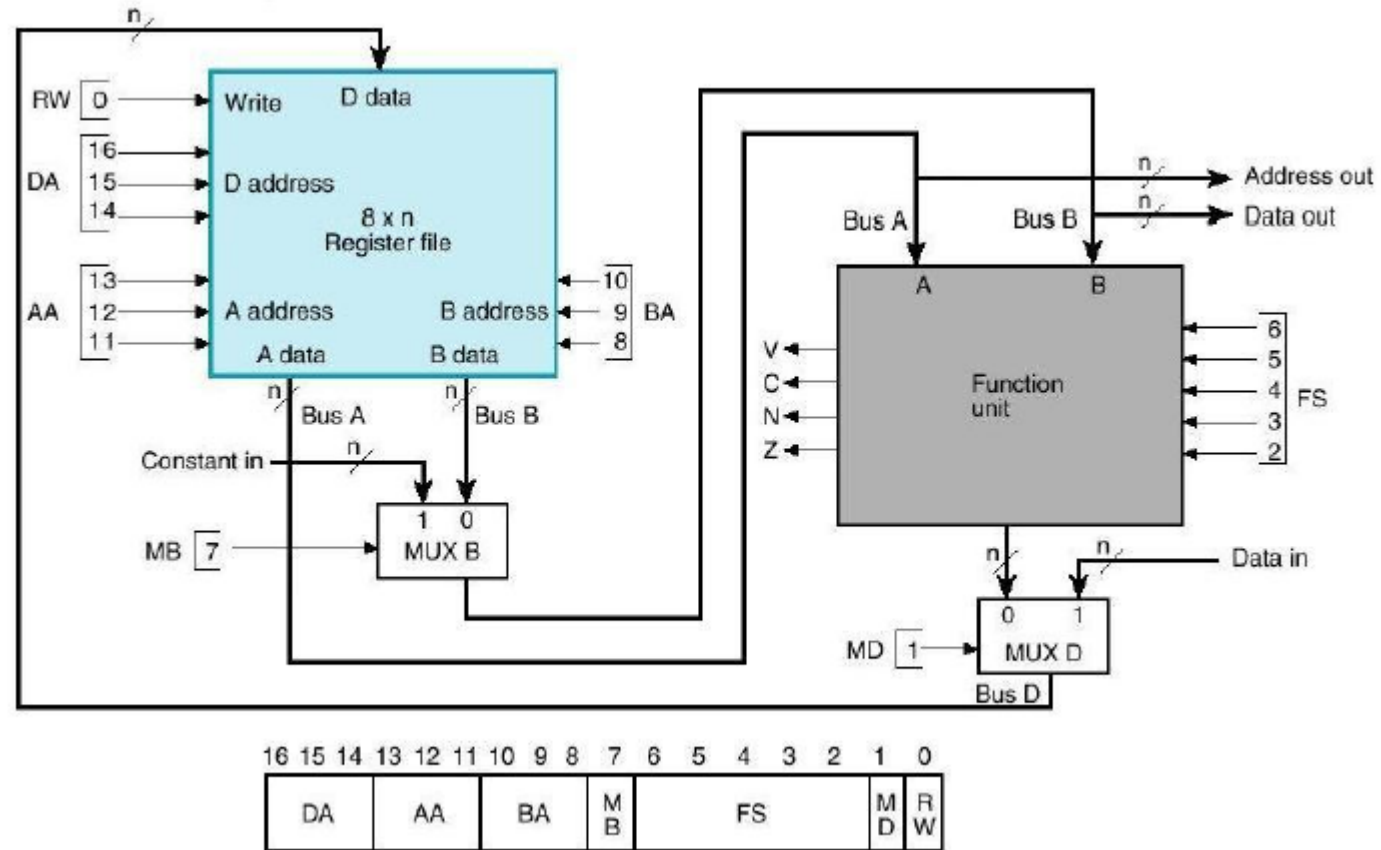 n
RW 0 Write D data
16
DA 15 D address
14
8 x n
Register file
13 10
AA 12 A address B address 9 BA
11 8
A data B data
n n
Bus A Bus B
Constant in n
1 0
MB 7 MUX B
n Address out
n Data out
Bus A Bus B
A B
6
V 5
C 4 FS
N 3
Z 2
Function
unit
n n Data in
0 1
MD 1 MUX D
Bus D
16 15 14 13 12 11 10 9 8 7 6 5 4 3 2 1 0
DA AA BA MB FS MD RW